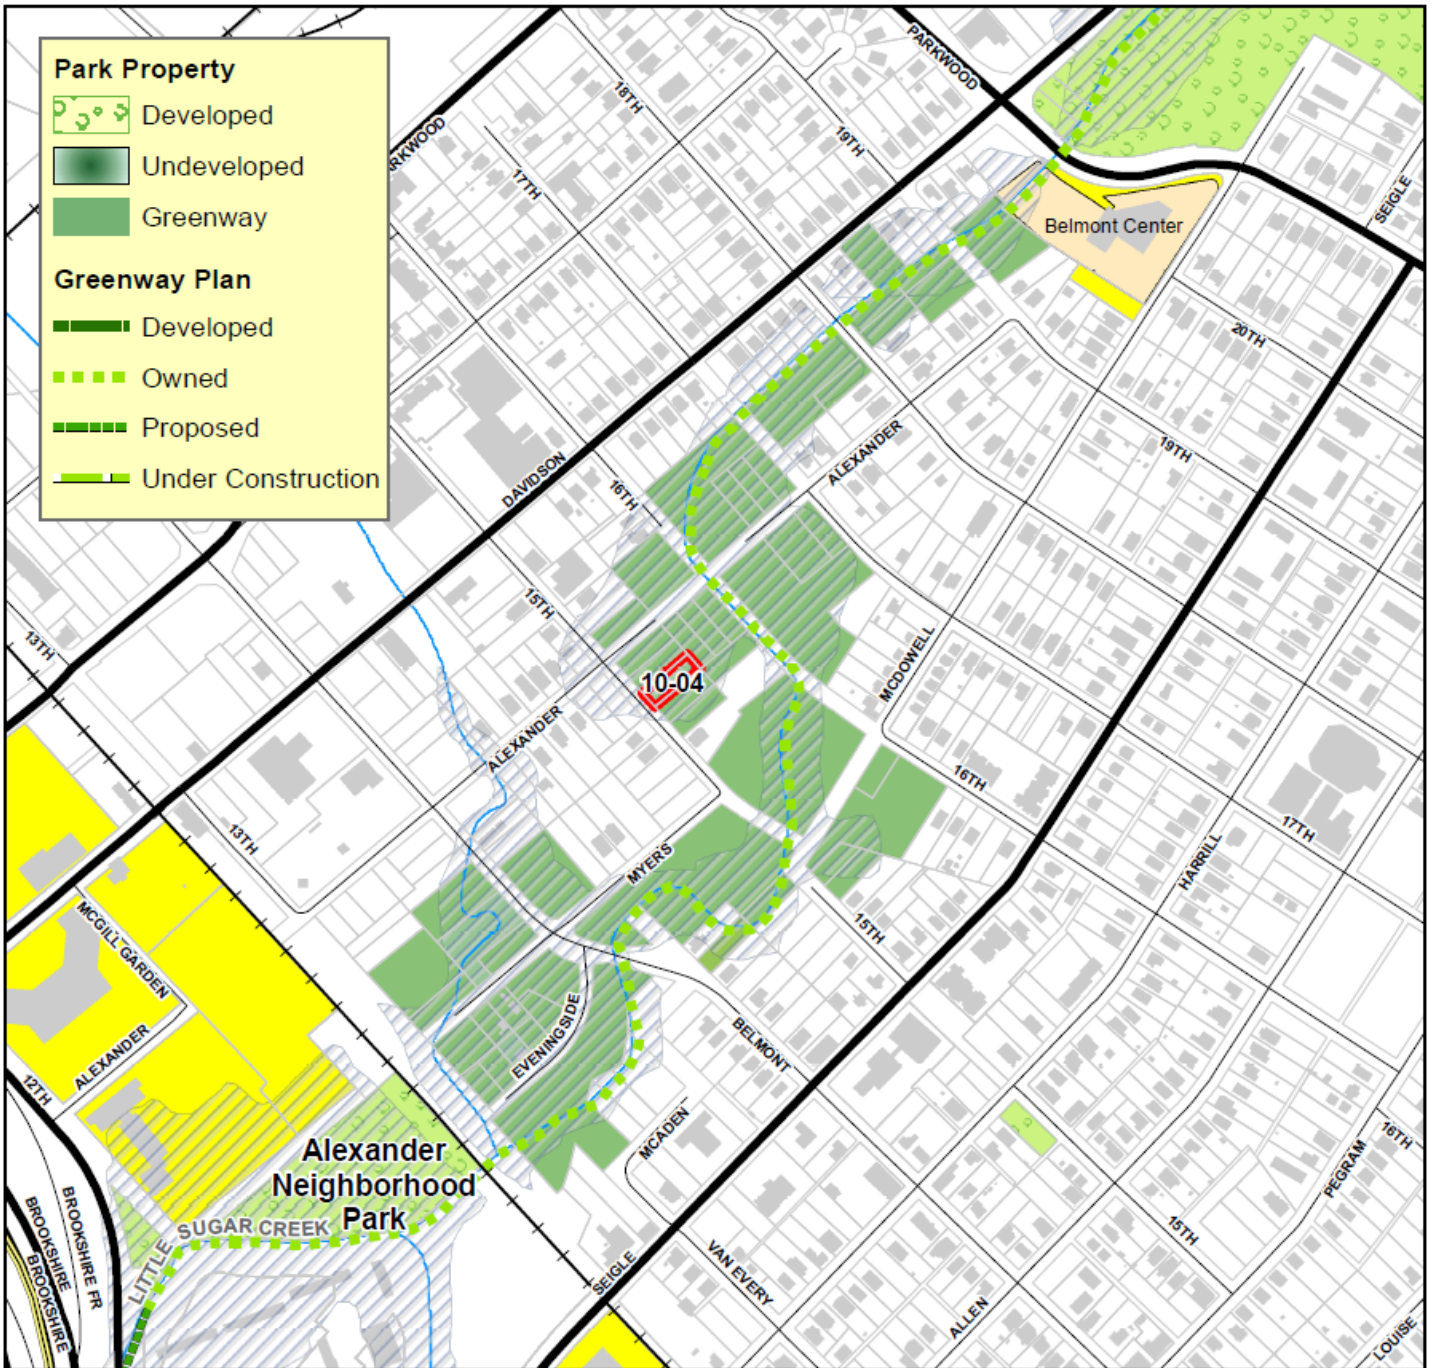 Park Property
Developed
Undeveloped
Greenway
Greenway Plan
Developed
Owned
Proposed
Under Construction
PARKWOOD
18TH
19TH
RKWOOD
17TH
SEIGLE
Belmont Center
20TH
ALEXANDER
19TH
DAVIDSON
16TH
15TH
13TH
MCDOWELL
10-04
ALEXANDER
16TH
17TH
13TH
MYERS
HARRILL
MCGILL GARDEN
15TH
EVENINGSIDE
BELMONT
ALEXANDER
12TH
MCADEN
16TH
Alexander
Neighborhood
Park
PEGRAM
BROOKSHIRE
BROOKSHIRE FR
BROOKSHIRE
LITTLE SUGAR CREEK
15TH
SEIGLE
VAN EVERY
ALLEN
LOUISE